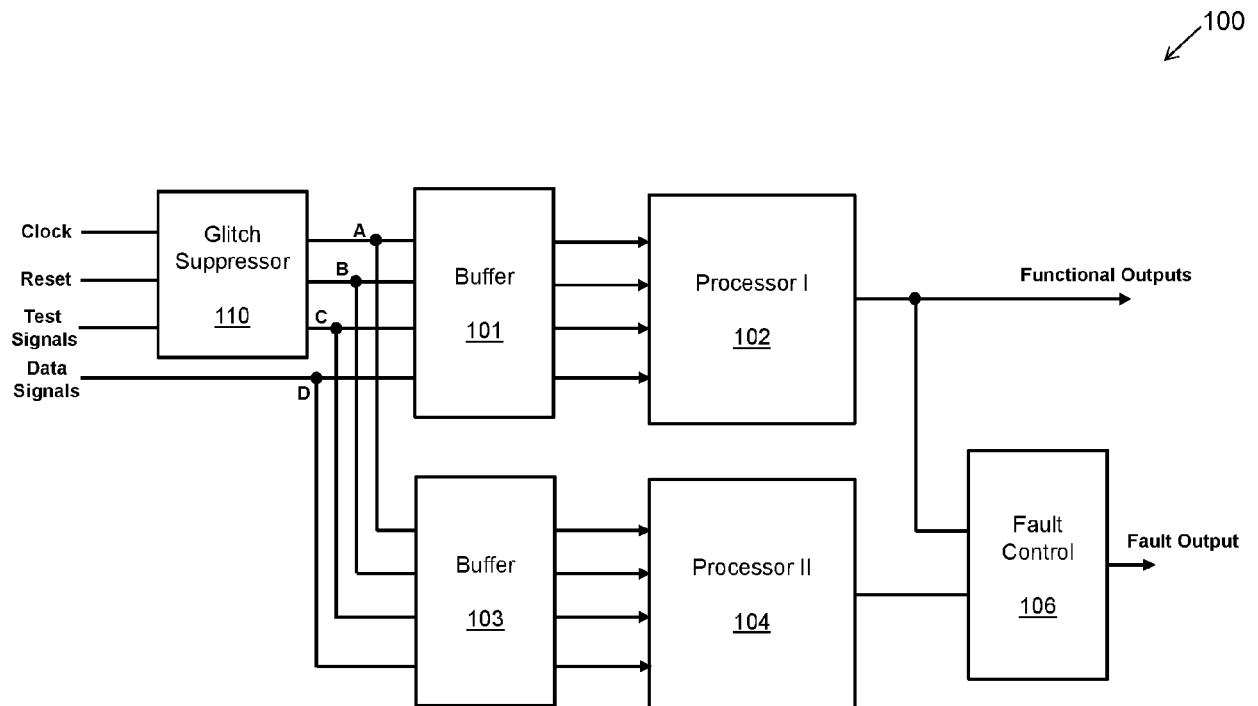 100
Clock
Reset
Test
Signals
Data
Signals
Glitch
Suppressor
110
A
B
C
D
Buffer
101
Processor I
102
Functional Outputs
Buffer
103
Processor II
104
Fault
Control
106
Fault Output